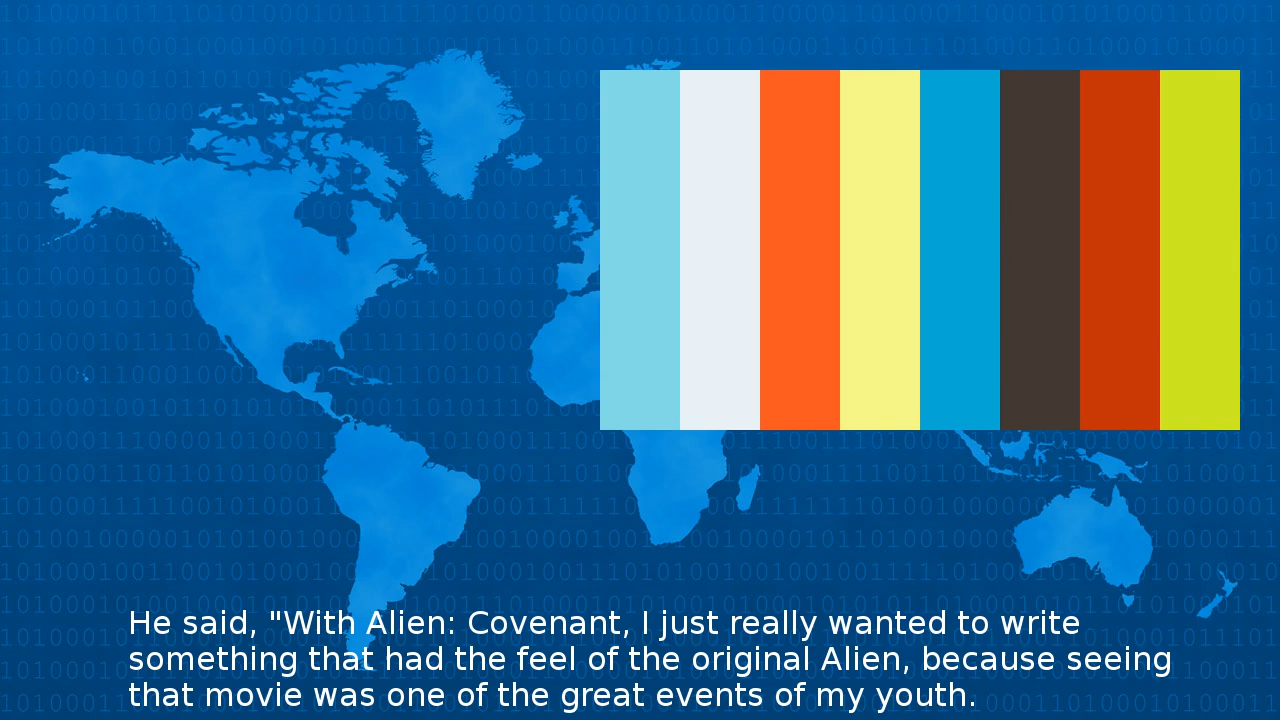 He said, "With Alien: Covenant, I just really wanted to write
something that had the feel of the original Alien, because seeing
that movie was one of the great events of my youth.